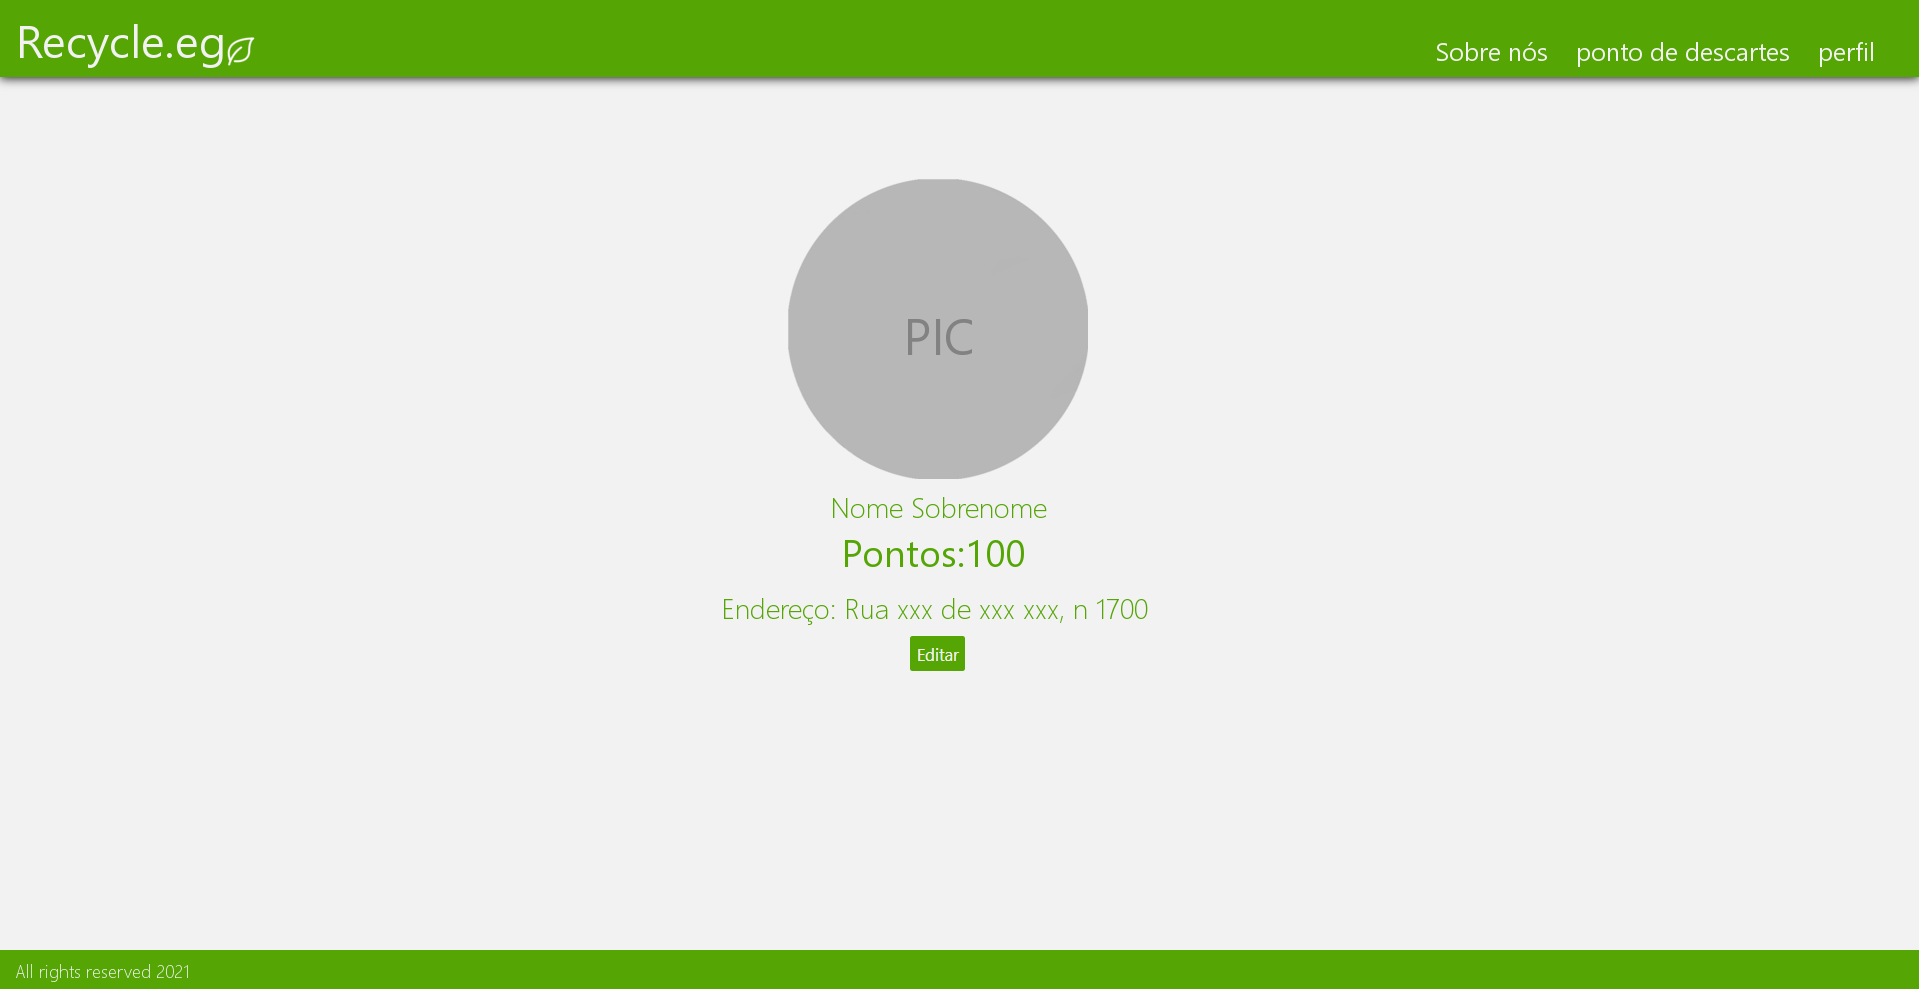 Recycle.eg
Sobre nós ponto de descartes perfil
PIC
Nome Sobrenome
Pontos:100
Endereço: Rua xxx de xxx xxx, n 1700
Editar
All rights reserved 2021